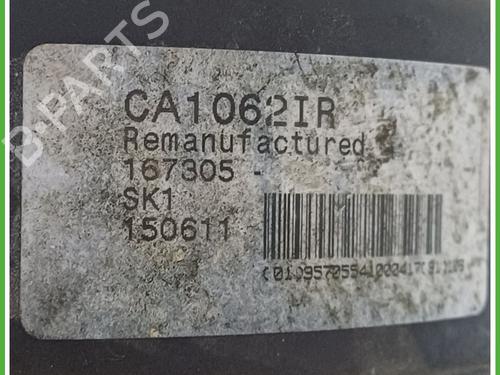 B-PARTS
CA1062IR
Remanufactured
167305 -
SK1
150611